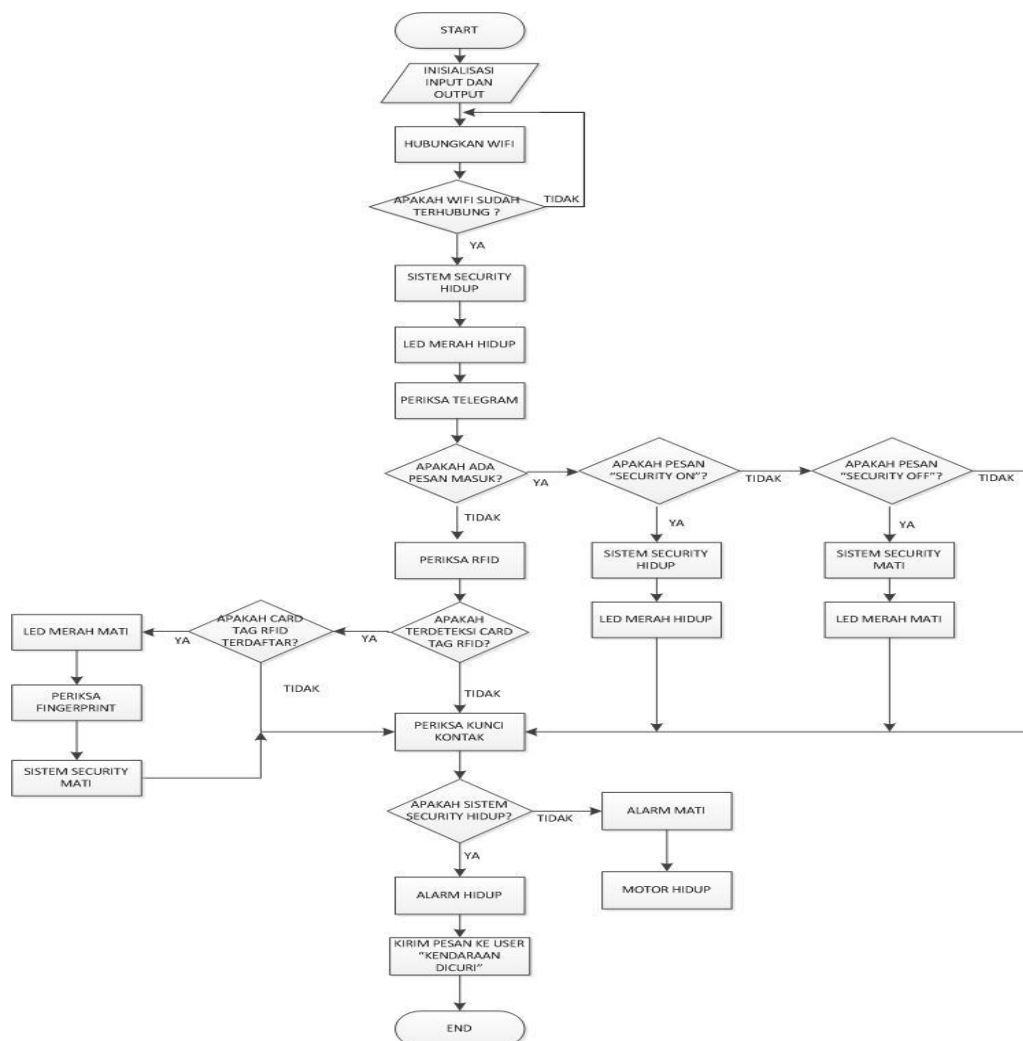 START
INISIALISASI
INPUT DAN
OUTPUT
HUBUNGKAN WIFI
APAKAH WIFI SUDAH
TERHUBUNG ?
TIDAK
YA
SISTEM SECURITY
HIDUP
LED MERAH HIDUP
PERIKSA TELEGRAM
APAKAH ADA
PESAN MASUK?
YA
APAKAH PESAN
"SECURITY ON"?
TIDAK
APAKAH PESAN
"SECURITY OFF"?
TIDAK
TIDAK
YA
YA
PERIKSA RFID
SISTEM SECURITY
HIDUP
SISTEM SECURITY
MATI
LED MERAH HIDUP
LED MERAH MATI
APAKAH
TERDETEKSI CARD
TAG RFID?
YA
APAKAH CARD
TAG RFID
TERDAFTAR?
YA
LED MERAH MATI
TIDAK
TIDAK
PERIKSA
FINGERPRINT
SISTEM SECURITY
MATI
PERIKSA KUNCI
KONTAK
APAKAH SISTEM
SECURITY HIDUP?
TIDAK
ALARM MATI
YA
MOTOR HIDUP
ALARM HIDUP
KIRIM PESAN KE USER
"KENDARAAN
DICURI"
END